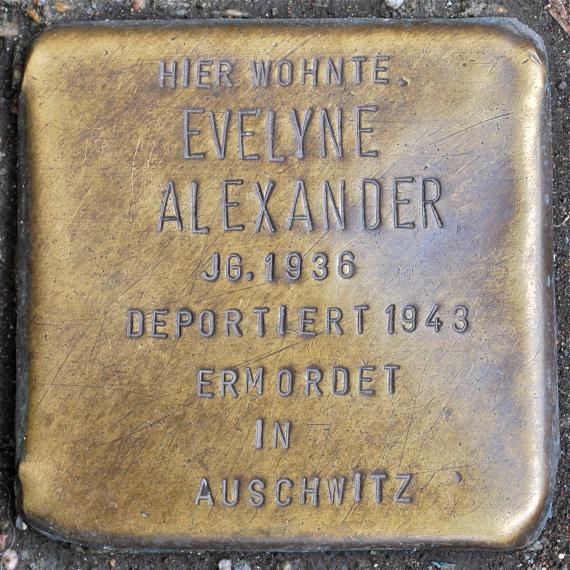 HIER WOHNTE
EVELYNE
ALEXANDER
JG. 1936
DEPORTIERT 1943
ERMORDET
IN
AUSCHWITZ